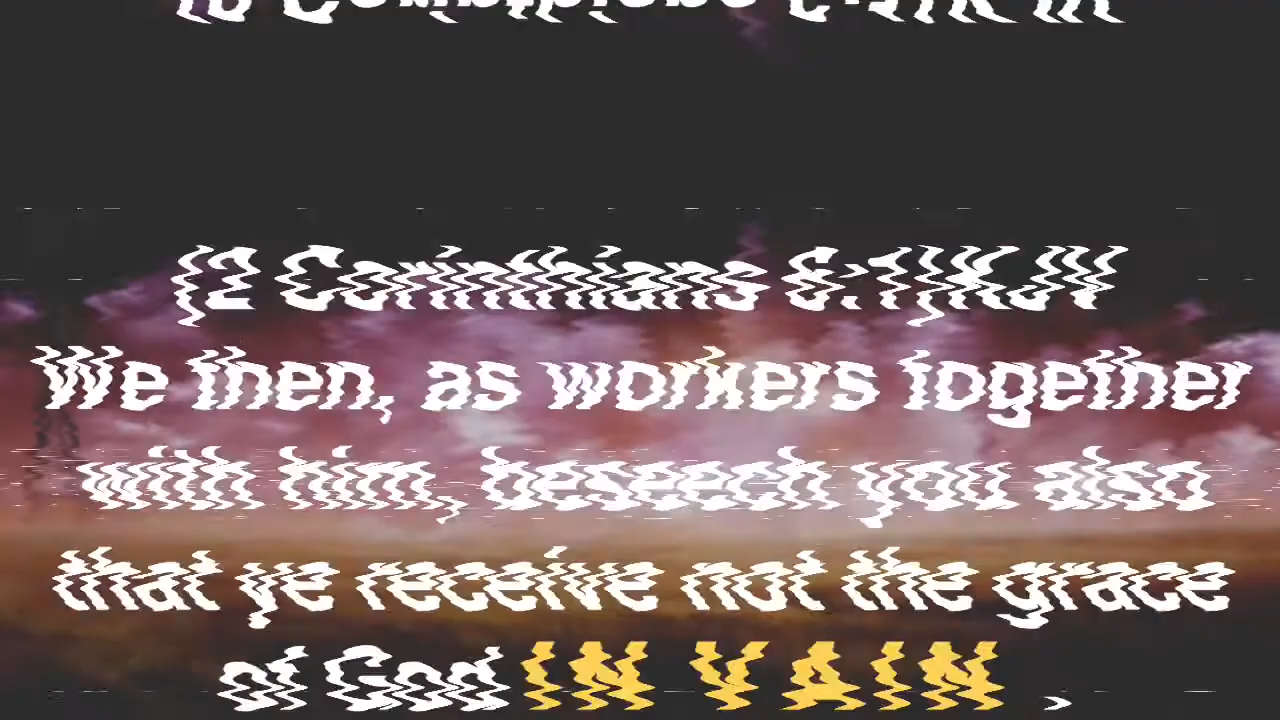 (2 Corinthians 6:1)KJV
We then, as workers together
with him, beseech you also
that ye receive not the grace
of God IN VAIN.